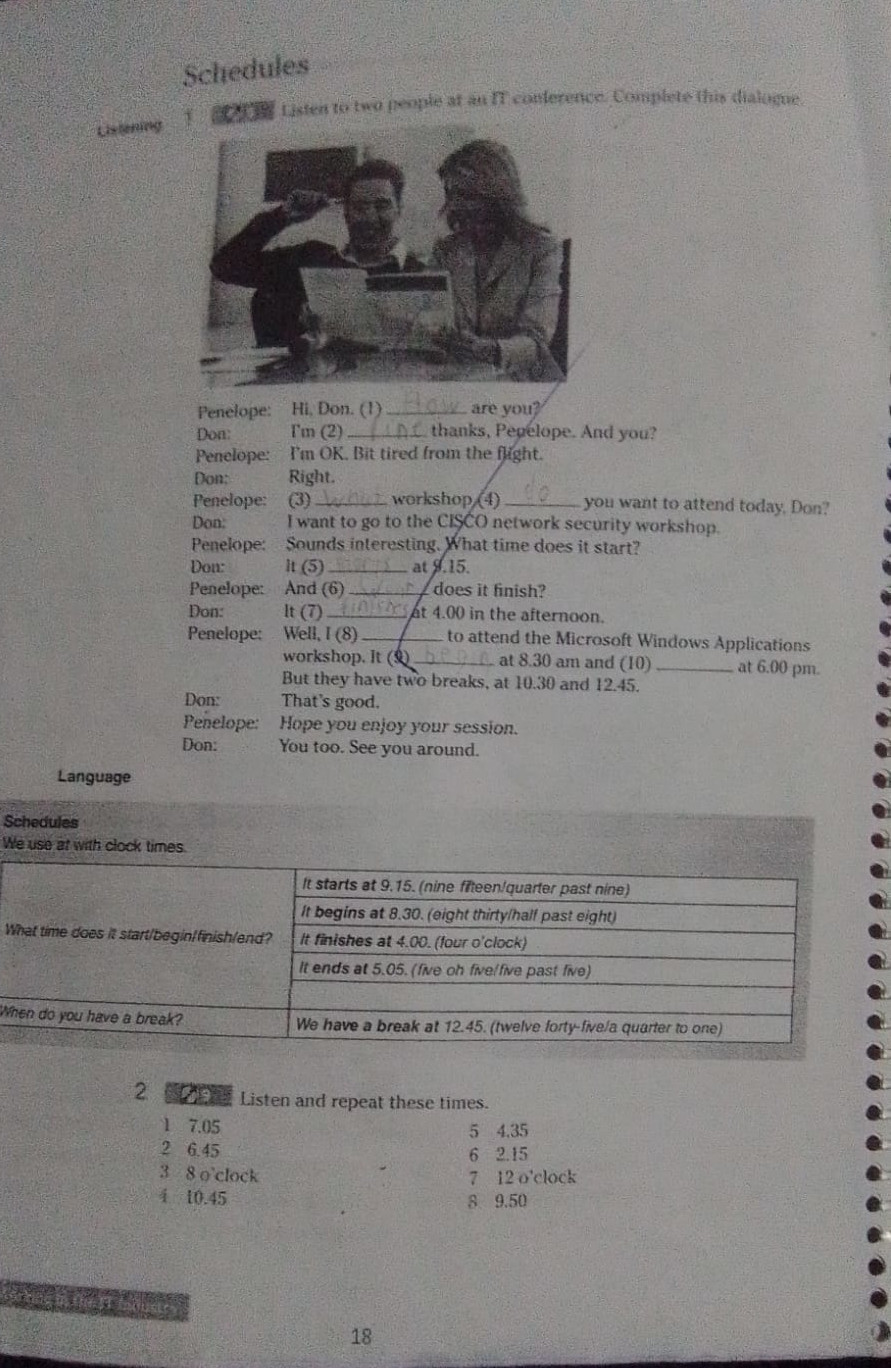 Schedules
Listening 1 Listen to two people at an IT conference. Complete this dialogue.
Penelope: Hi, Don. (1) How are you?
Don: I'm (2) fine thanks, Penelope. And you?
Penelope: I'm OK. Bit tired from the flight.
Don: Right.
Penelope: (3) what workshop (4) do you want to attend today, Don?
Don: I want to go to the CISCO network security workshop.
Penelope: Sounds interesting. What time does it start?
Don: It (5) ________ at 9.15.
Penelope: And (6) ________ does it finish?
Don: It (7) finishes at 4.00 in the afternoon.
Penelope: Well, I (8) ________ to attend the Microsoft Windows Applications
workshop. It (9) ________ at 8.30 am and (10) ________ at 6.00 pm.
But they have two breaks, at 10.30 and 12.45.
Don: That's good.
Penelope: Hope you enjoy your session.
Don: You too. See you around.
Language
Schedules
We use at with clock times.
What time does it start/begin/finish/end?
It starts at 9.15. (nine fifteen/quarter past nine)
It begins at 8.30. (eight thirty/half past eight)
It finishes at 4.00. (four o'clock)
It ends at 5.05. (five oh five/five past five)
When do you have a break?
We have a break at 12.45. (twelve forty-five/a quarter to one)
2 Listen and repeat these times.
1 7.05
2 6.45
3 8 o'clock
4 10.45
5 4.35
6 2.15
7 12 o'clock
8 9.50
Working in the IT industry
18